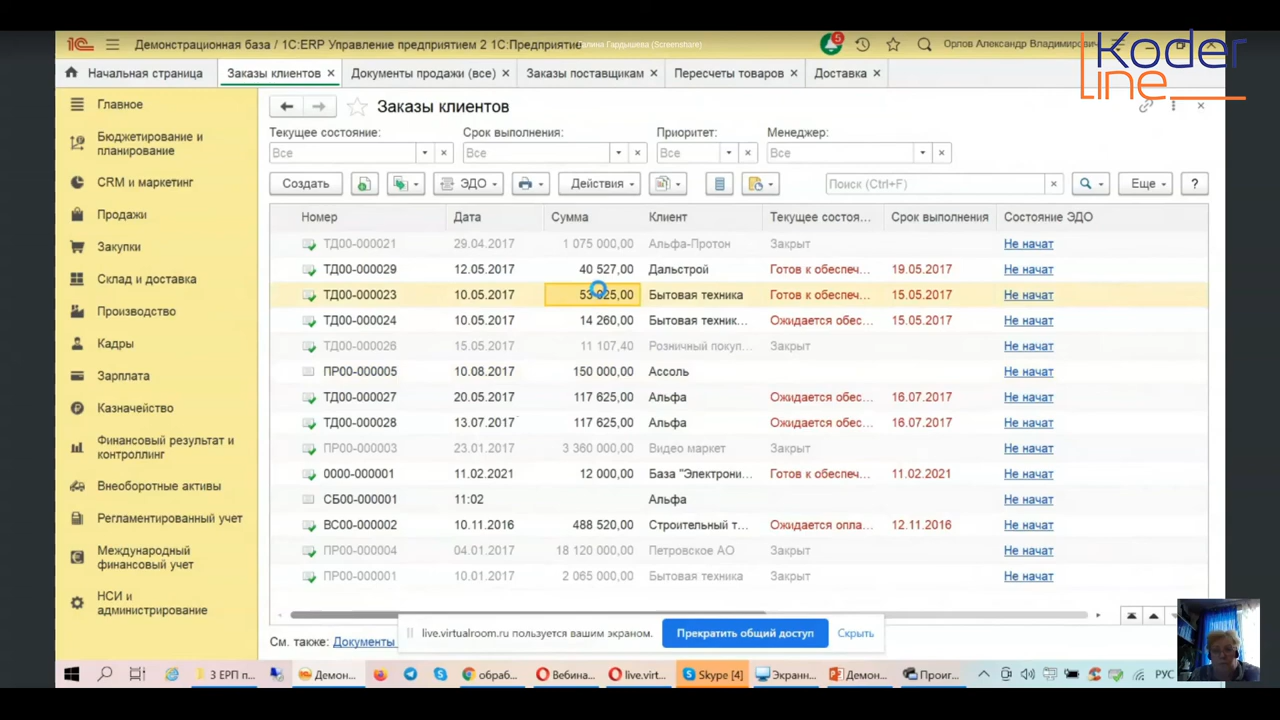 1С Демонстрационная база / 1С:ERP Управление предприятием 2 1С:Предприятие
Галина Гардышева (Screenshare)
5
Орлов Александр Владимирович
Koder
line
Начальная страница
Заказы клиентов ×
Документы продажи (все) ×
Заказы поставщикам ×
Пересчеты товаров ×
Доставка ×
Главное
Бюджетирование и
планирование
CRM и маркетинг
Продажи
Закупки
Склад и доставка
Производство
Кадры
Зарплата
Казначейство
Финансовый результат и
контроллинг
Внеоборотные активы
Регламентированный учет
Международный
финансовый учет
НСИ и
администрирование
Заказы клиентов
Текущее состояние: Срок выполнения: Приоритет: Менеджер:
Все Все Все Все
Создать ЭДО Действия Поиск (Ctrl+F) × Еще ?
Номер Дата Сумма Клиент Текущее состоя... Срок выполнения Состояние ЭДО
ТД00-000021 29.04.2017 1 075 000,00 Альфа-Протон Закрыт Не начат
ТД00-000029 12.05.2017 40 527,00 Дальстрой Готов к обеспеч... 19.05.2017 Не начат
ТД00-000023 10.05.2017 Бытовая техника Готов к обеспеч... 15.05.2017 Не начат
ТД00-000024 10.05.2017 14 260,00 Бытовая техник... Ожидается обес... 15.05.2017 Не начат
ТД00-000026 15.05.2017 11 107,40 Розничный покуп... Закрыт Не начат
ПР00-000005 10.08.2017 150 000,00 Ассоль Не начат
ТД00-000027 20.05.2017 117 625,00 Альфа Ожидается обес... 16.07.2017 Не начат
ТД00-000028 13.07.2017 117 625,00 Альфа Ожидается обес... 16.07.2017 Не начат
ПР00-000003 23.01.2017 3 360 000,00 Видео маркет Закрыт Не начат
0000-000001 11.02.2021 12 000,00 База "Электрони... Готов к обеспеч... 11.02.2021 Не начат
СБ00-000001 11:02 Альфа Не начат
ВС00-000002 10.11.2016 488 520,00 Строительный т... Ожидается опла... 12.11.2016 Не начат
ПР00-000004 04.01.2017 18 120 000,00 Петровское АО Закрыт Не начат
ПР00-000001 10.01.2017 2 065 000,00 Бытовая техника Закрыт Не начат
См. также: Документы
live.virtualroom.ru пользуется вашим экраном. Прекратить общий доступ Скрыть
3 ЕРП п... Демон... обраб... Вебина... live.virt... Skype [4] Экранн... Демон... Проиг... РУС